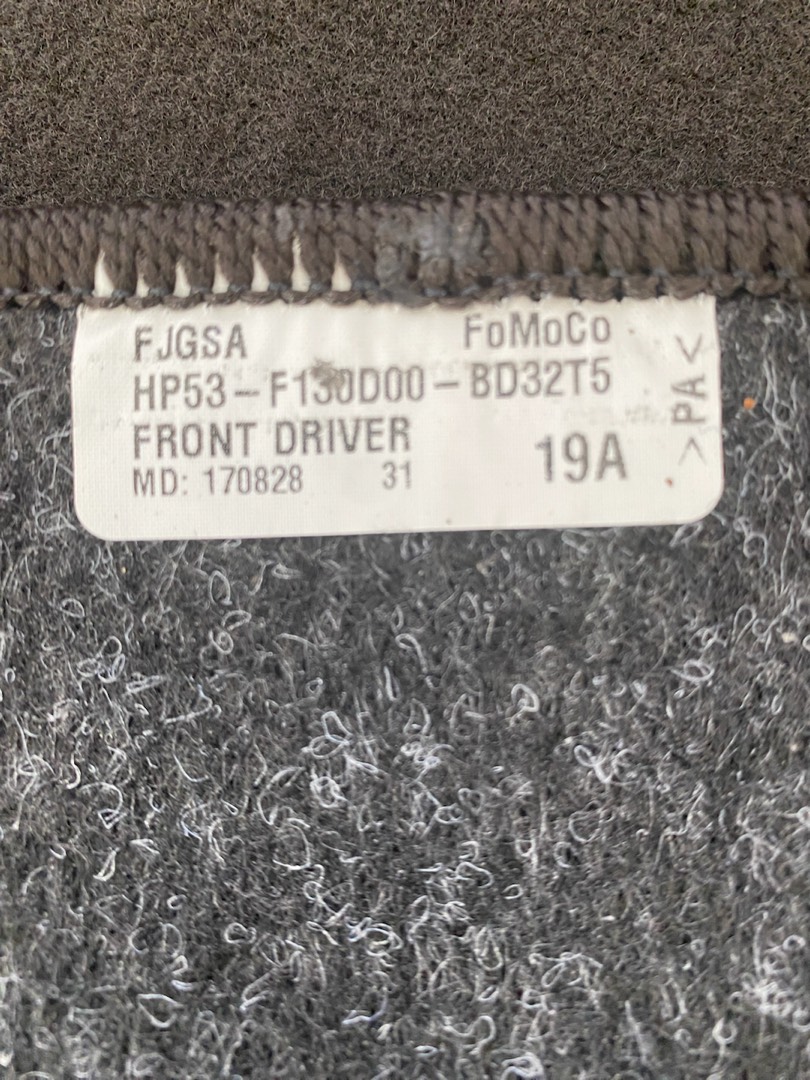 FJGSA FoMoCo
HP53-F130D00-BD32T5
FRONT DRIVER 19A
MD: 170828 31
>PA<